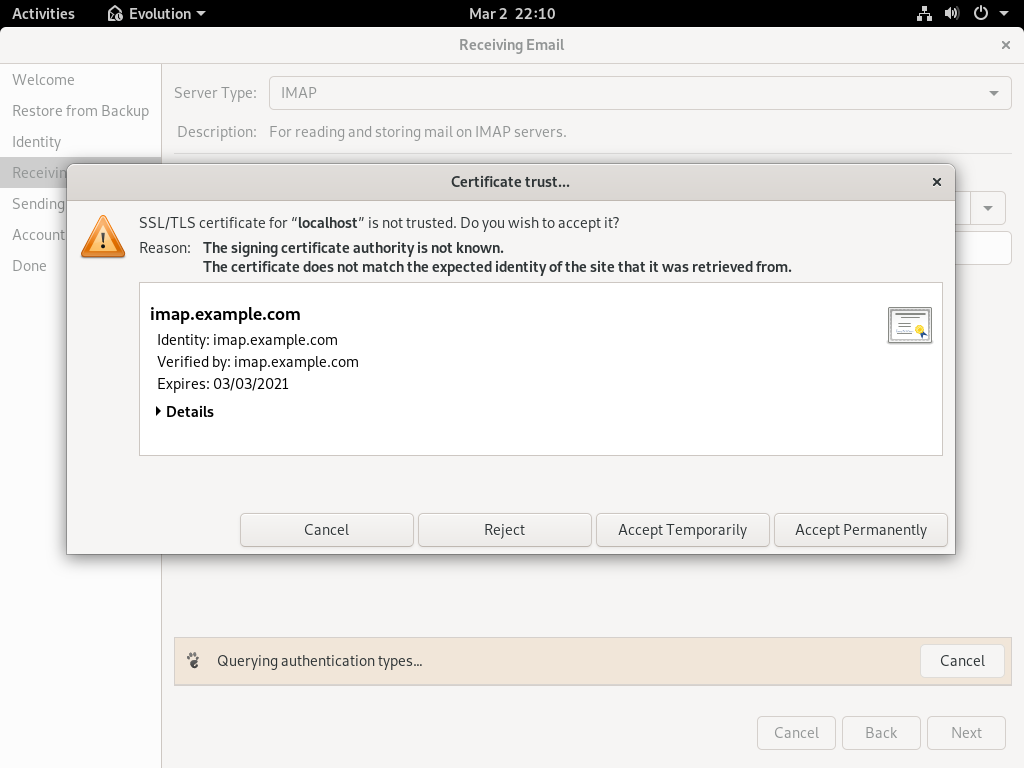 Activities
Evolution
Mar 2 22:10
Receiving Email
Welcome
Restore from Backup
Identity
Sending
Account
Done
Server Type: IMAP
Description: For reading and storing mail on IMAP servers.
Certificate trust...
SSL/TLS certificate for “localhost” is not trusted. Do you wish to accept it?
Reason: The signing certificate authority is not known.
The certificate does not match the expected identity of the site that it was retrieved from.
imap.example.com
Identity: imap.example.com
Verified by: imap.example.com
Expires: 03/03/2021
Details
Cancel
Reject
Accept Temporarily
Accept Permanently
Querying authentication types...
Cancel
Cancel
Back
Next